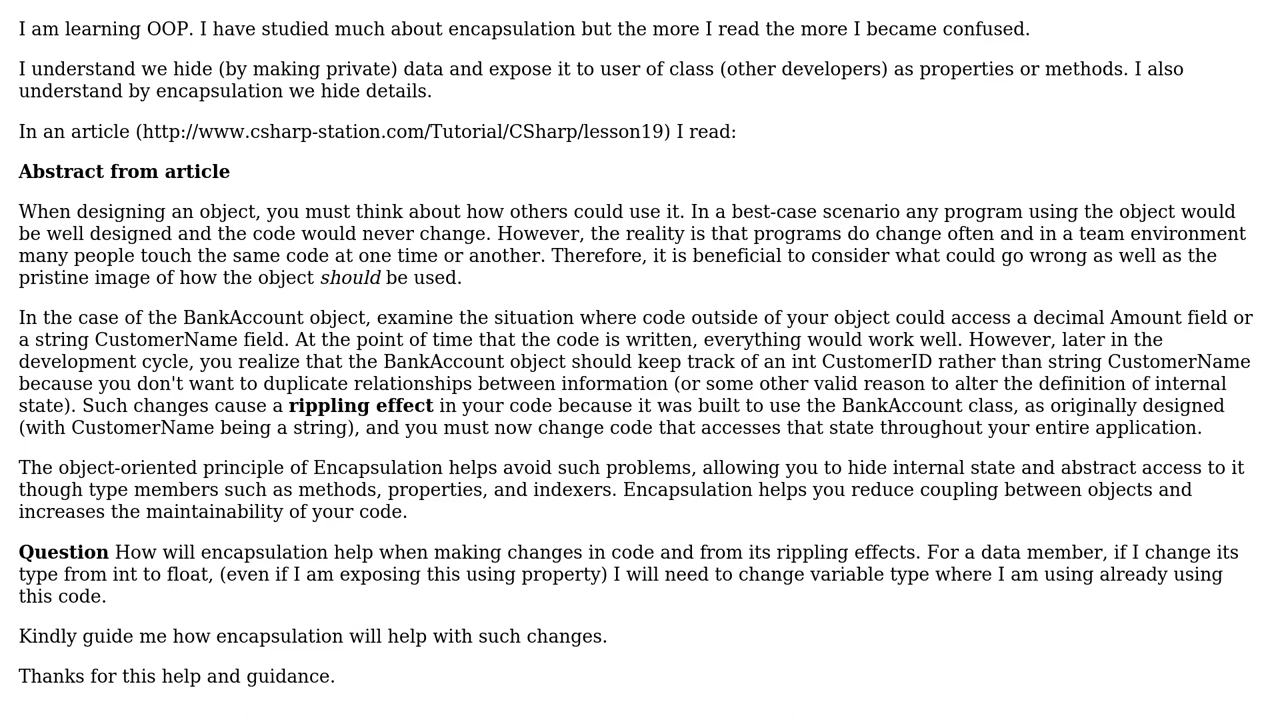 I am learning OOP. I have studied much about encapsulation but the more I read the more I became confused.
I understand we hide (by making private) data and expose it to user of class (other developers) as properties or methods. I also
understand by encapsulation we hide details.
In an article (http://www.csharp-station.com/Tutorial/CSharp/lesson19) I read:
Abstract from article
When designing an object, you must think about how others could use it. In a best-case scenario any program using the object would
be well designed and the code would never change. However, the reality is that programs do change often and in a team environment
many people touch the same code at one time or another. Therefore, it is beneficial to consider what could go wrong as well as the
pristine image of how the object should be used.
In the case of the BankAccount object, examine the situation where code outside of your object could access a decimal Amount field or
a string CustomerName field. At the point of time that the code is written, everything would work well. However, later in the
development cycle, you realize that the BankAccount object should keep track of an int CustomerID rather than string CustomerName
because you don't want to duplicate relationships between information (or some other valid reason to alter the definition of internal
state). Such changes cause a rippling effect in your code because it was built to use the BankAccount class, as originally designed
(with CustomerName being a string), and you must now change code that accesses that state throughout your entire application.
The object-oriented principle of Encapsulation helps avoid such problems, allowing you to hide internal state and abstract access to it
though type members such as methods, properties, and indexers. Encapsulation helps you reduce coupling between objects and
increases the maintainability of your code.
Question How will encapsulation help when making changes in code and from its rippling effects. For a data member, if I change its
type from int to float, (even if I am exposing this using property) I will need to change variable type where I am using already using
this code.
Kindly guide me how encapsulation will help with such changes.
Thanks for this help and guidance.